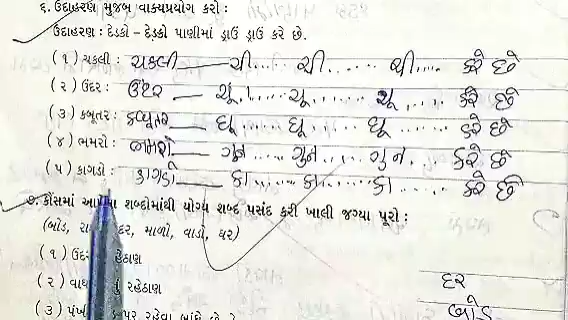 ૬. ઉદાહરણ મુજબ વાક્યપ્રયોગ કરો :
ઉદાહરણ : દેડકો – દેડકો પાણીમાં ડ્રાઉં ડ્રાઉં કરે છે.
(૧) ચકલી : ચકલી ચીં... ચીં...... ચીં.... કરે છે
(૨) ઉંદર : ઉંદર ચૂ.... ચૂ..... ચૂ.... કરે છે
(૩) કબૂતર : કબૂતર ઘૂ.... ઘૂ..... ઘૂ.... કરે છે
(૪) ભમરો : ભમરો ગુન.... ગુન.... ગુન. કરે છે
(૫) કાગડો : કાગડો કા.... કા.... કા.... કરે છે
૭. કૌંસમાં શબ્દોમાંથી યોગ્ય શબ્દ પસંદ કરી ખાલી જગ્યા પૂરો :
(બોડ, દર, માળો, વાડો, ઘર)
(૧) ઉંદ હેઠાણ દર
(૨) વાઘ નું રહેઠાણ બોડ
(૩) પંખ પર રહેવા બાંધે છે